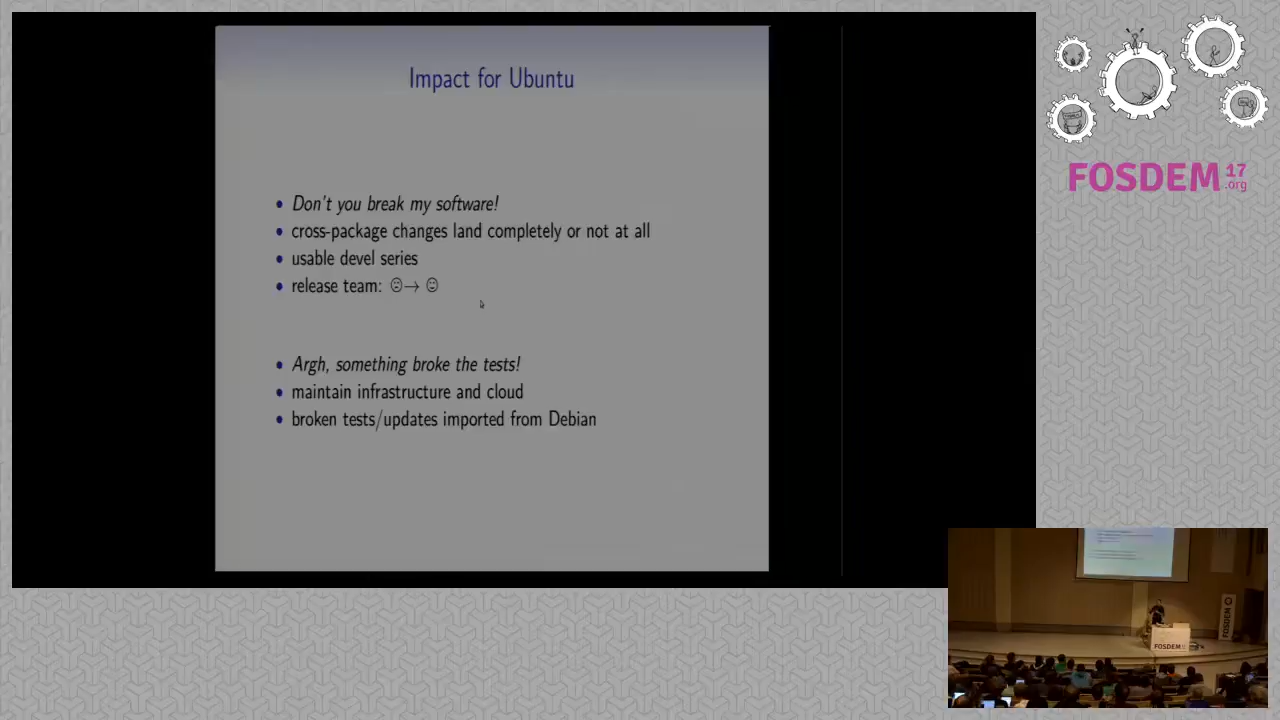 Impact for Ubuntu
• Don't you break my software!
• cross-package changes land completely or not at all
• usable devel series
• release team: ☹→ ☺
• Argh, something broke the tests!
• maintain infrastructure and cloud
• broken tests/updates imported from Debian
FOSDEM 17
.org
FOSDEM
FOSDEM